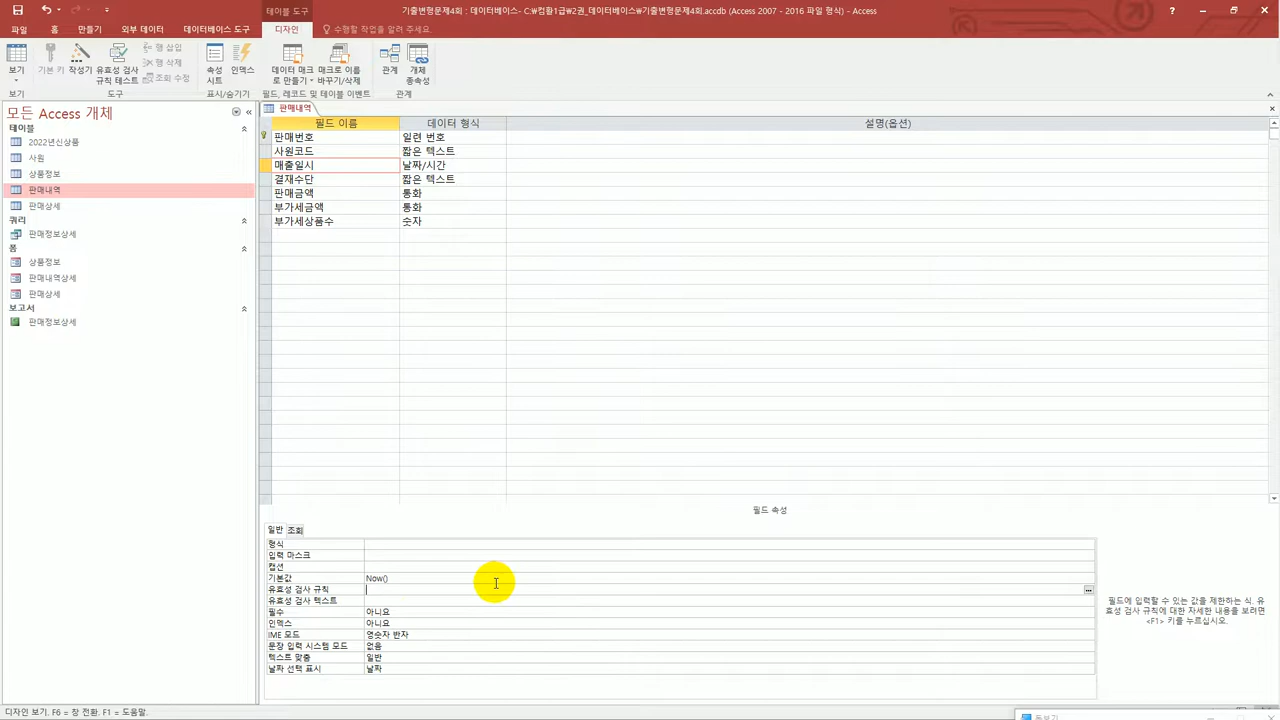 테이블 도구
기출변형문제4회 : 데이터베이스- C:₩컴활1급₩2권_데이터베이스₩기출변형문제4회.accdb (Access 2007 - 2016 파일 형식) - Access
파일 홈 만들기 외부 데이터 데이터베이스 도구 디자인 수행할 작업을 알려 주세요.
보기 기본 키 작성기 유효성 검사 규칙 테스트 행 삽입 행 삭제 조회 수정 속성 시트 인덱스 데이터 매크로 만들기 매크로 이름 바꾸기/삭제 관계 개체 종속성
보기 도구 표시/숨기기 필드, 레코드 및 테이블 이벤트 관계
모든 Access 개체
테이블
2022년신상품
사원
상품정보
판매내역
판매상세
쿼리
판매정보상세
폼
상품정보
판매내역상세
판매상세
보고서
판매정보상세
판매내역
필드 이름 데이터 형식 설명(옵션)
판매번호 일련 번호
사원코드 짧은 텍스트
매출일시 날짜/시간
결재수단 짧은 텍스트
판매금액 통화
부가세금액 통화
부가세상품수 숫자
필드 속성
일반 조회
형식
입력 마스크
캡션
기본값 Now()
유효성 검사 규칙
유효성 검사 텍스트
필수 아니요
인덱스 아니요
IME 모드 영숫자 반자
문장 입력 시스템 모드 없음
텍스트 맞춤 일반
날짜 선택 표시 날짜
필드에 입력할 수 있는 값을 제한하는 식. 유
효성 검사 규칙에 대한 자세한 내용을 보려면
<F1> 키를 누르십시오.
디자인 보기. F6 = 창 전환. F1 = 도움말.
돋보기